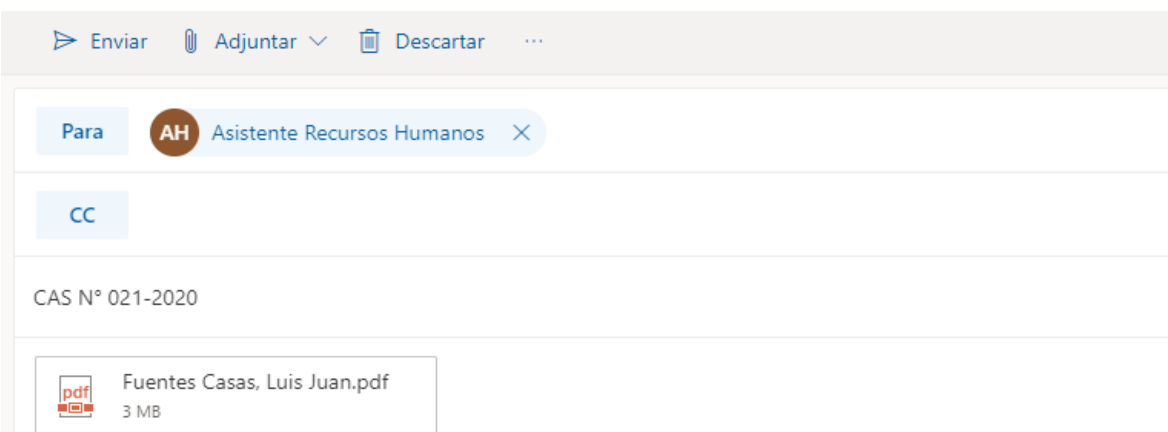 Enviar Adjuntar Descartar ...
Para AH Asistente Recursos Humanos
CC
CAS N° 021-2020
pdf Fuentes Casas, Luis Juan.pdf
3 MB